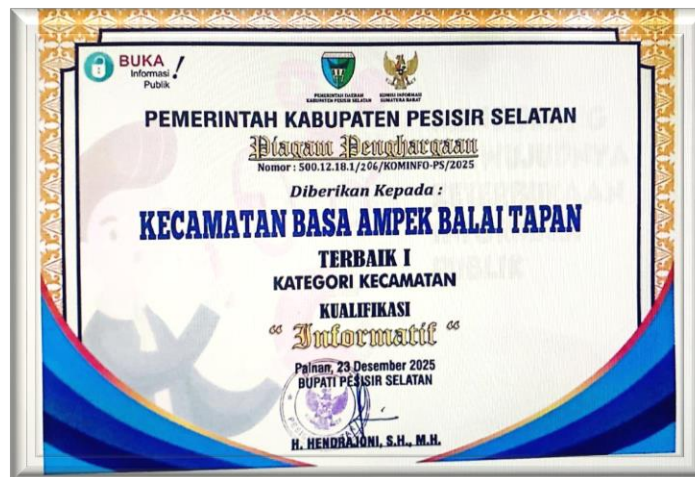 BUKA
Informasi
Publik
PEMERINTAH DAERAH
KABUPATEN PESISIR SELATAN
KOMISI INFORMASI
SUMATERA BARAT
PEMERINTAH KABUPATEN PESISIR SELATAN
Piagam Penghargaan
Nomor : 500.12.18.1/206/KOMINFO-PS/2025
Diberikan Kepada :
KECAMATAN BASA AMPEK BALAI TAPAN
TERBAIK I
KATEGORI KECAMATAN
KUALIFIKASI
“ Informatif “
Painan, 23 Desember 2025
BUPATI PESISIR SELATAN
H. HENDRAJONI, S.H., M.H.
PUBLIK